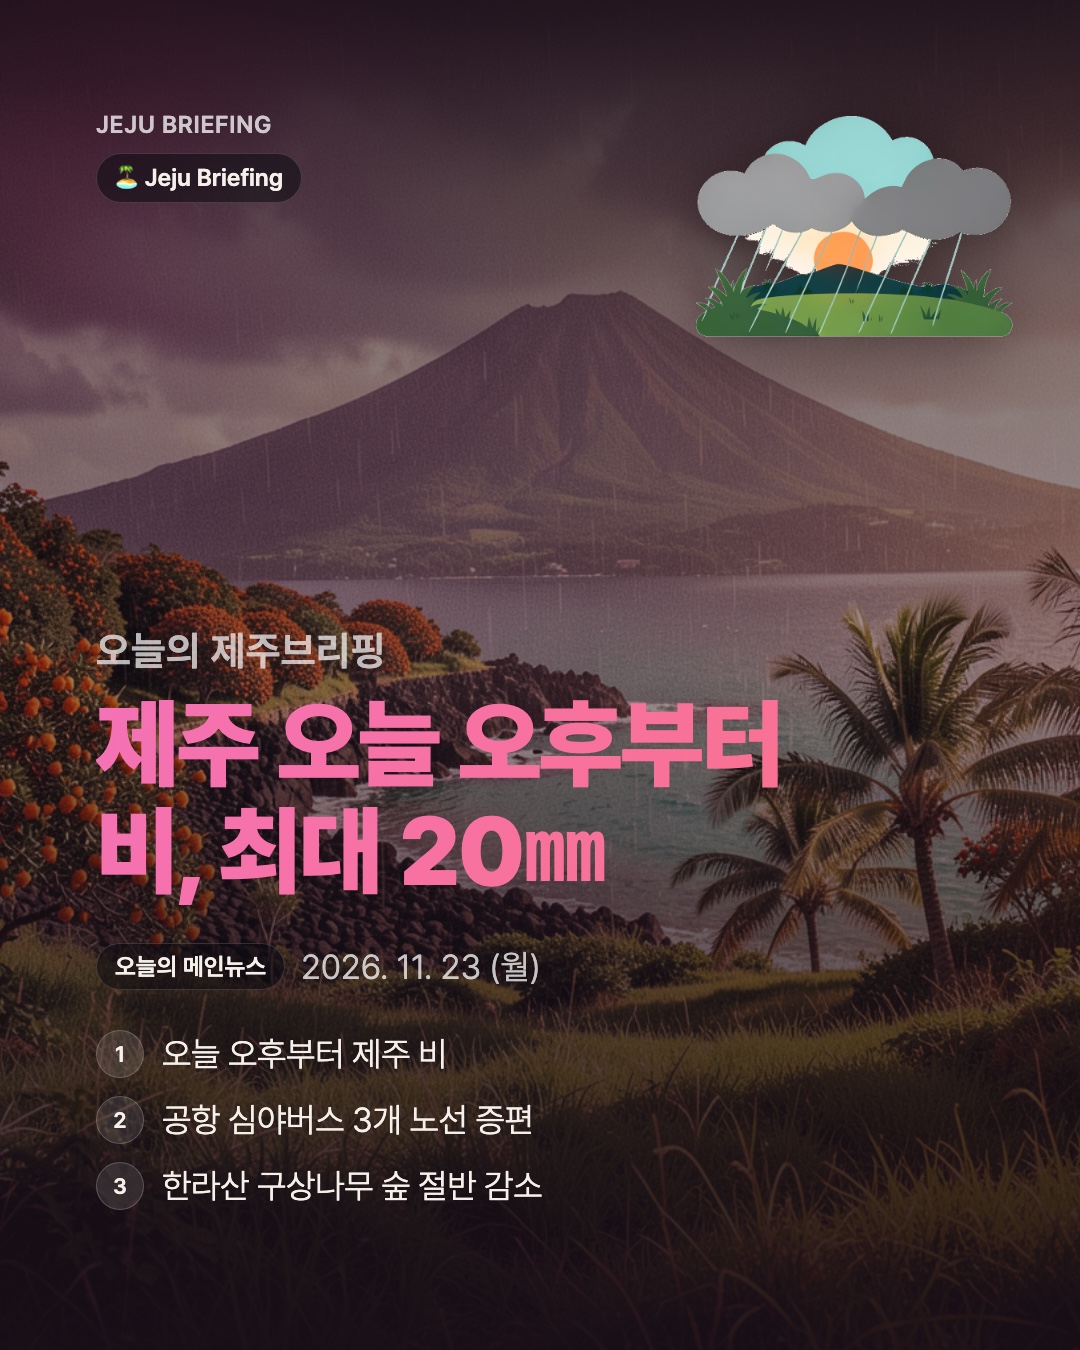 JEJU BRIEFING
Jeju Briefing
오늘의 제주브리핑
제주 오늘 오후부터
비, 최대 20㎜
오늘의 메인뉴스 2026. 11. 23 (월)
1 오늘 오후부터 제주 비
2 공항 심야버스 3개 노선 증편
3 한라산 구상나무 숲 절반 감소